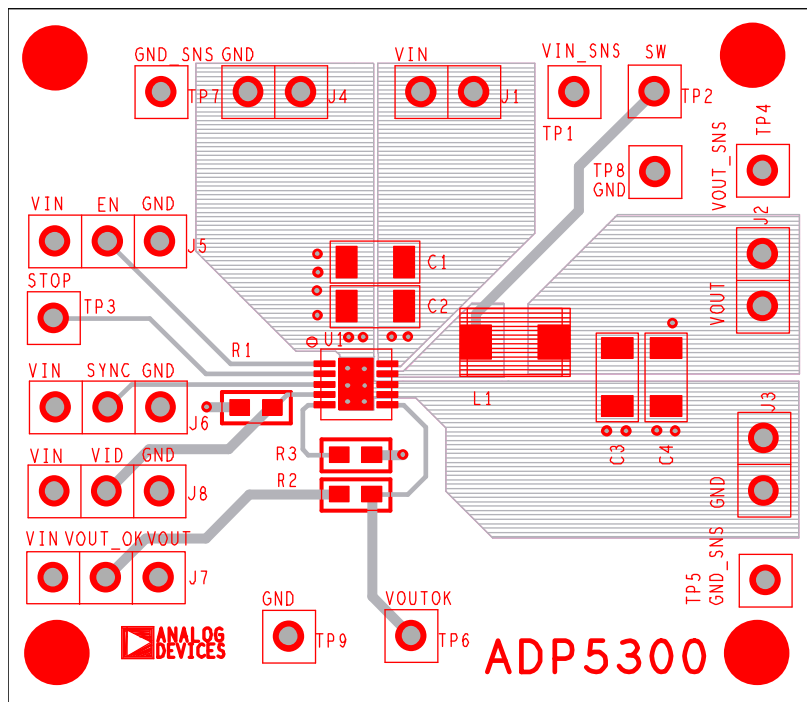 GND_SNS GND
VIN
VIN_SNS
SW
TP7
J4
J1
TP1
TP2
TP4
VOUT_SNS
TP8
GND
VIN EN GND
J5
J2
VOUT
C1
C2
STOP
TP3
U1
R1
L1
VIN SYNC GND
J6
J3
GND
C3
C4
R3
R2
VIN VID GND
J8
VIN VOUT_OK VOUT
J7
TP5
GND_SNS
GND
TP9
VOUTOK
TP6
ANALOG
DEVICES
ADP5300